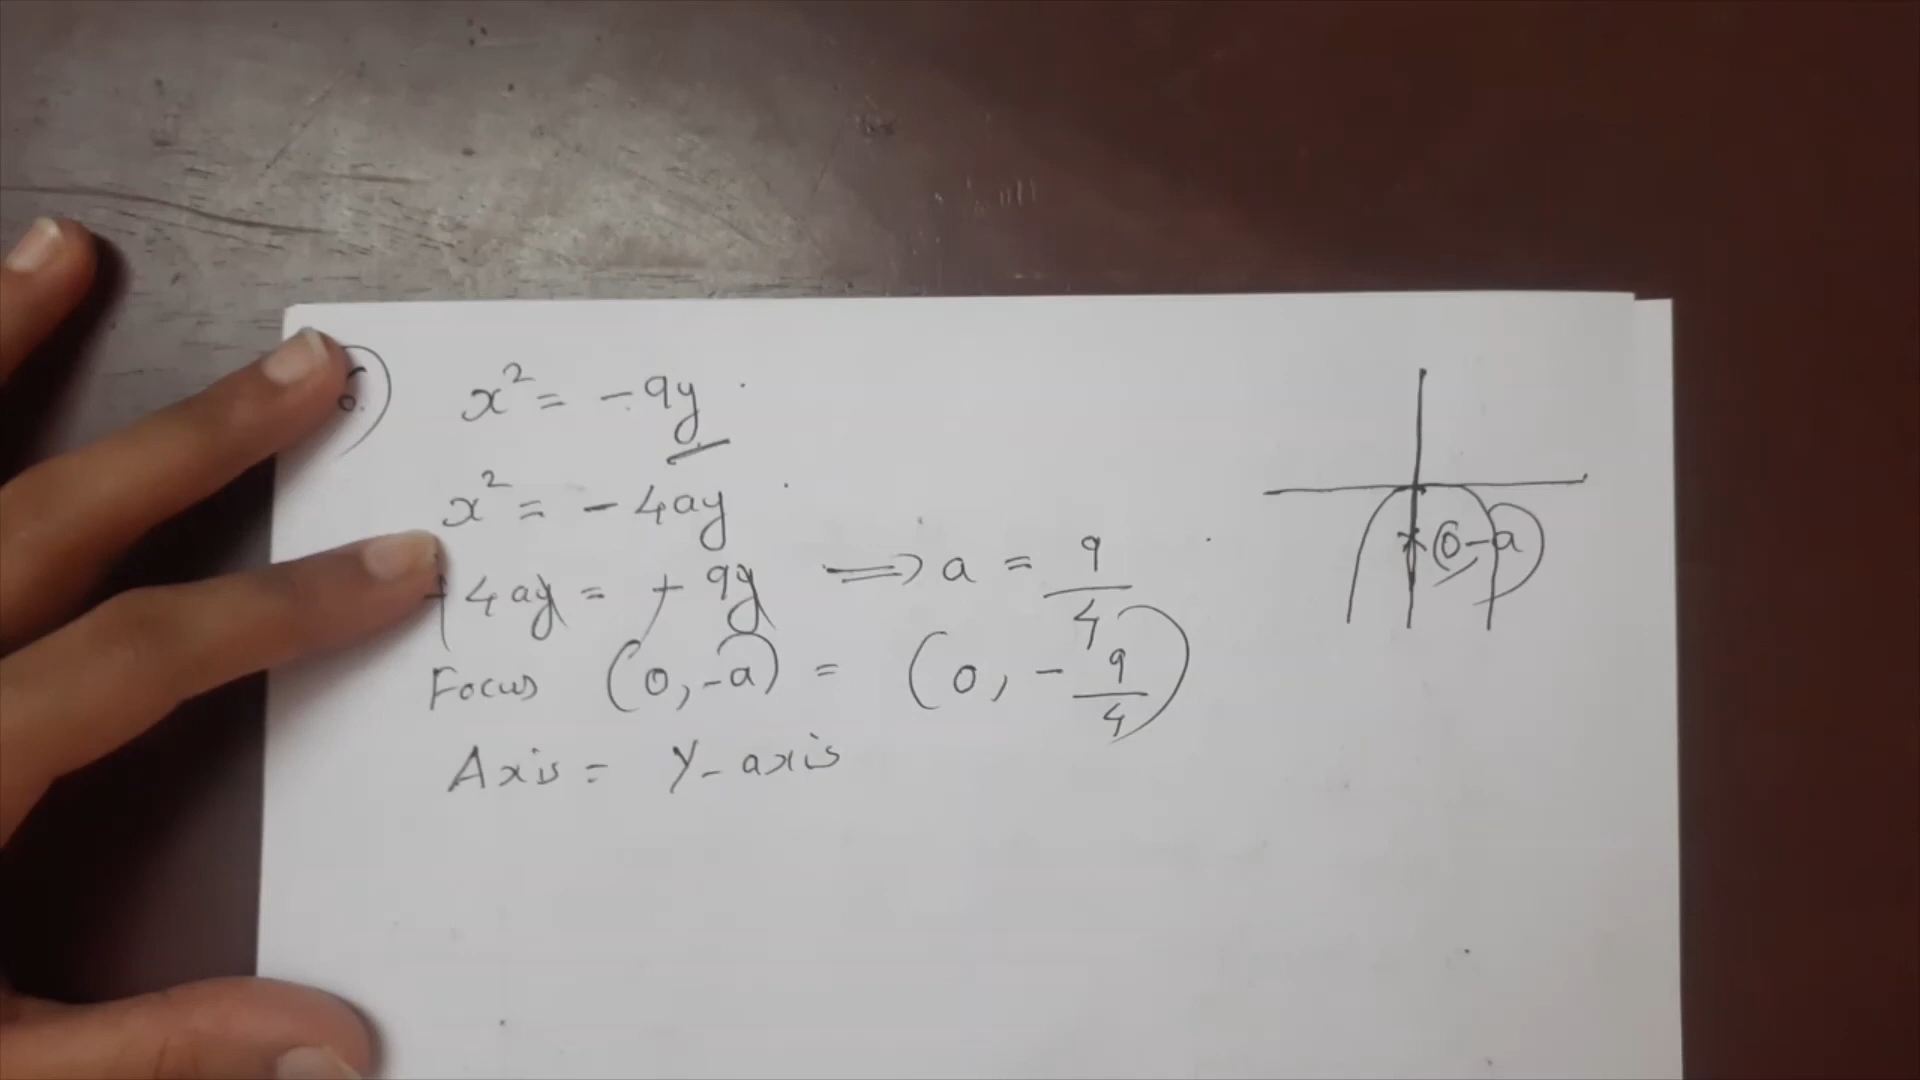 6.)
x² = -9y
x² = -4ay
-4ay = -9y ⟹ a = 9/4
Focus (0, -a) = (0, -9/4)
Axis = Y-axis
(0-a)